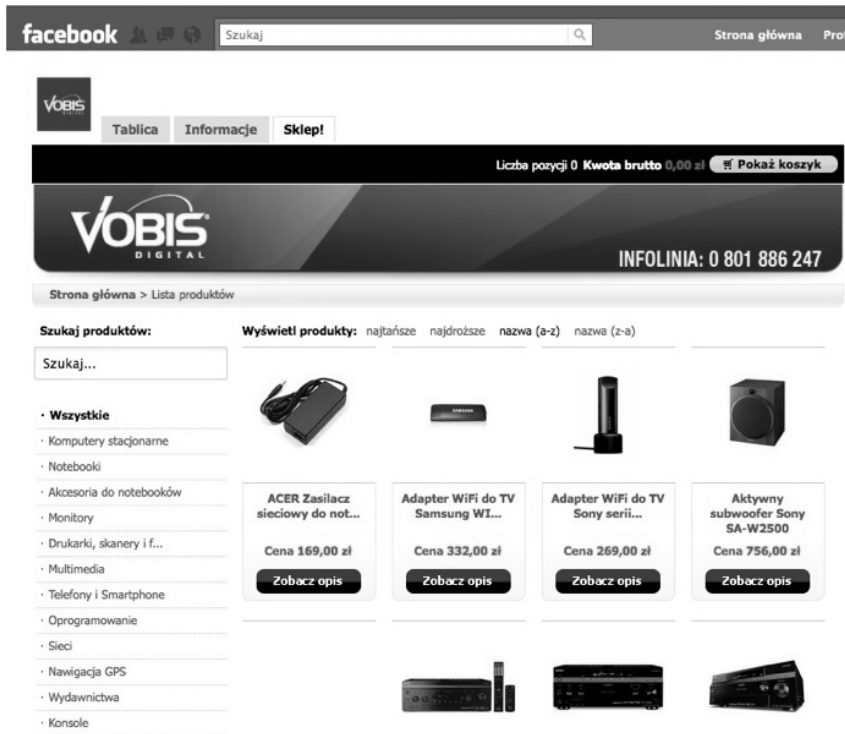 facebook
Szukaj
Strona główna
VOBIS
DIGITAL
Tablica
Informacje
Sklep!
Liczba pozycji 0 Kwota brutto 0,00 zł Pokaż koszyk
VOBIS
DIGITAL
INFOLINIA: 0 801 886 247
Strona główna > Lista produktów
Szukaj produktów:
Szukaj...
· Wszystkie
· Komputery stacjonarne
· Notebooki
· Akcesoria do notebooków
· Monitory
· Drukarki, skanery i f...
· Multimedia
· Telefony i Smartphone
· Oprogramowanie
· Sieci
· Nawigacja GPS
· Wydawnictwa
· Konsole
Wyświetl produkty: najtańsze najdroższe nazwa (a-z) nazwa (z-a)
SAMSUNG
ACER Zasilacz
sieciowy do not...
Cena 169,00 zł
Zobacz opis
Adapter WiFi do TV
Samsung WI...
Cena 332,00 zł
Zobacz opis
Adapter WiFi do TV
Sony serii...
Cena 269,00 zł
Zobacz opis
Aktywny
subwoofer Sony
SA-W2500
Cena 756,00 zł
Zobacz opis